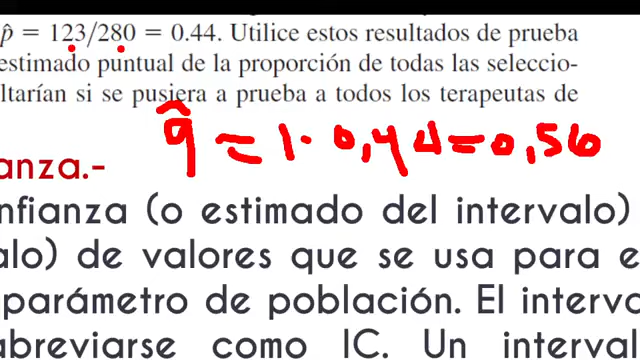 p̂ = 123/280 = 0.44. Utilice estos resultados de prueba
estimado puntual de la proporción de todas las seleccio-
ltarían si se pusiera a prueba a todos los terapeutas de
q̂ = 1 · 0,44 = 0,56
anza.-
nfianza (o estimado del intervalo)
alo) de valores que se usa para e
parámetro de población. El interva
abreviarse como IC. Un interval